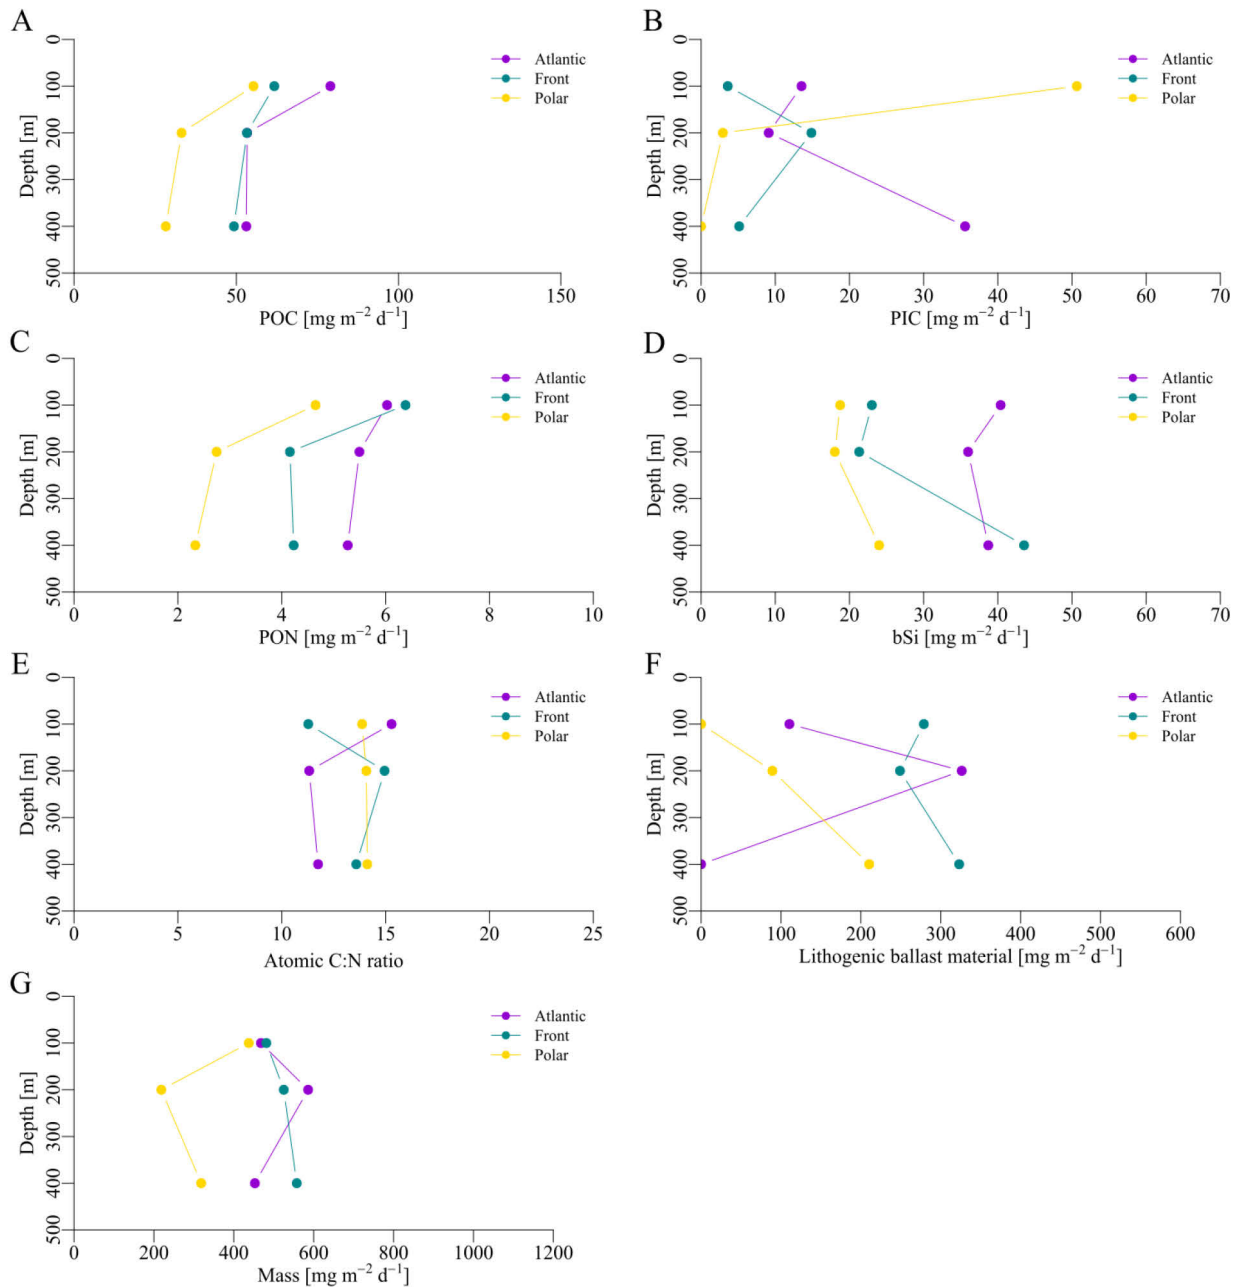 A
Depth [m]
0
100
200
300
400
500
Atlantic
Front
Polar
0 50 100 150
POC [mg m−2 d−1]
B
Depth [m]
0
100
200
300
400
500
Atlantic
Front
Polar
0 10 20 30 40 50 60 70
PIC [mg m−2 d−1]
C
Depth [m]
0
100
200
300
400
500
Atlantic
Front
Polar
0 2 4 6 8 10
PON [mg m−2 d−1]
D
Depth [m]
0
100
200
300
400
500
Atlantic
Front
Polar
0 10 20 30 40 50 60 70
bSi [mg m−2 d−1]
E
Depth [m]
0
100
200
300
400
500
Atlantic
Front
Polar
0 5 10 15 20 25
Atomic C:N ratio
F
Depth [m]
0
100
200
300
400
500
Atlantic
Front
Polar
0 100 200 300 400 500 600
Lithogenic ballast material [mg m−2 d−1]
G
Depth [m]
0
100
200
300
400
500
Atlantic
Front
Polar
0 200 400 600 800 1000 1200
Mass [mg m−2 d−1]